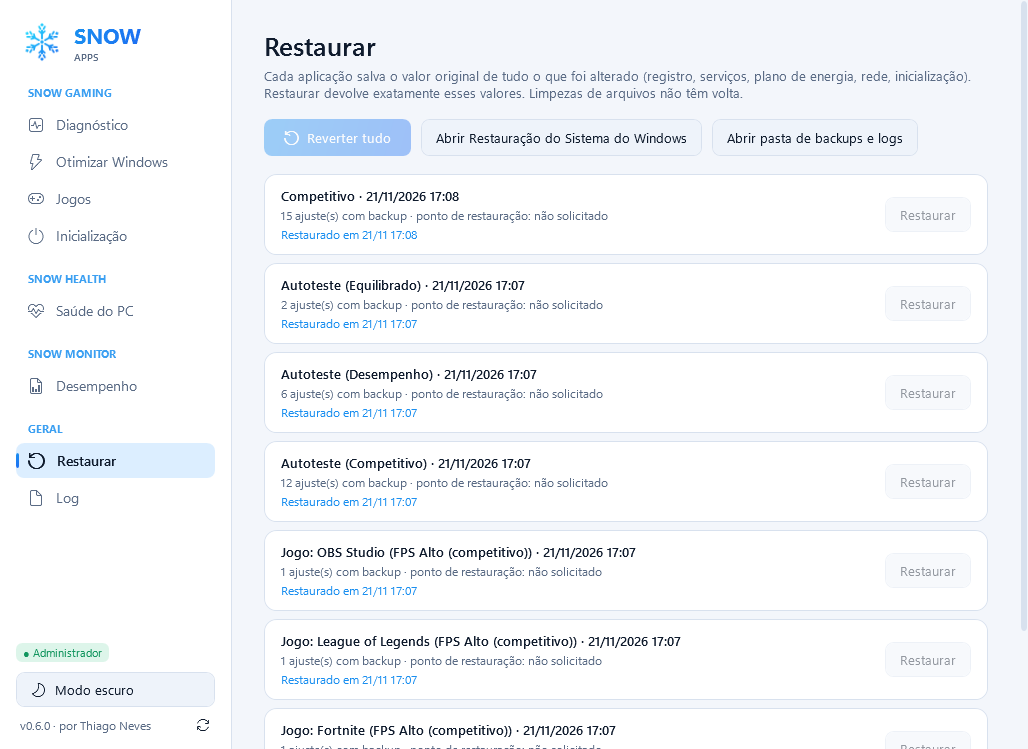 SNOW
APPS
SNOW GAMING
Diagnóstico
Otimizar Windows
Jogos
Inicialização
SNOW HEALTH
Saúde do PC
SNOW MONITOR
Desempenho
GERAL
Restaurar
Log
Administrador
Modo escuro
v0.6.0 · por Thiago Neves
Restaurar
Cada aplicação salva o valor original de tudo o que foi alterado (registro, serviços, plano de energia, rede, inicialização).
Restaurar devolve exatamente esses valores. Limpezas de arquivos não têm volta.
Reverter tudo
Abrir Restauração do Sistema do Windows
Abrir pasta de backups e logs
Competitivo · 21/11/2026 17:08
15 ajuste(s) com backup · ponto de restauração: não solicitado
Restaurado em 21/11 17:08
Restaurar
Autoteste (Equilibrado) · 21/11/2026 17:07
2 ajuste(s) com backup · ponto de restauração: não solicitado
Restaurado em 21/11 17:07
Restaurar
Autoteste (Desempenho) · 21/11/2026 17:07
6 ajuste(s) com backup · ponto de restauração: não solicitado
Restaurado em 21/11 17:07
Restaurar
Autoteste (Competitivo) · 21/11/2026 17:07
12 ajuste(s) com backup · ponto de restauração: não solicitado
Restaurado em 21/11 17:07
Restaurar
Jogo: OBS Studio (FPS Alto (competitivo)) · 21/11/2026 17:07
1 ajuste(s) com backup · ponto de restauração: não solicitado
Restaurado em 21/11 17:07
Restaurar
Jogo: League of Legends (FPS Alto (competitivo)) · 21/11/2026 17:07
1 ajuste(s) com backup · ponto de restauração: não solicitado
Restaurado em 21/11 17:07
Restaurar
Jogo: Fortnite (FPS Alto (competitivo)) · 21/11/2026 17:07
1 ajuste(s) com backup · ponto de restauração: não solicitado
Restaurar